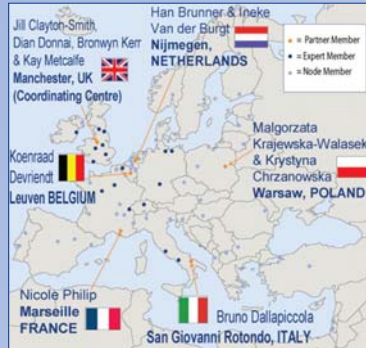 Jill Clayton-Smith,
Dian Donnai, Bronwyn Kerr
& Kay Metcalfe
Manchester, UK
(Coordinating Centre)
Han Brunner & Ineke
Van der Burgt
Nijmegen,
NETHERLANDS
= Partner Member
= Expert Member
= Node Member
Koenraad
Devriendt
Leuven BELGIUM
Malgorzata
Krajewska-Walasek
& Krystyna
Chrzanowska
Warsaw, POLAND
Nicole Philip
Marseille
FRANCE
Bruno Dallapiccola
San Giovanni Rotondo, ITALY